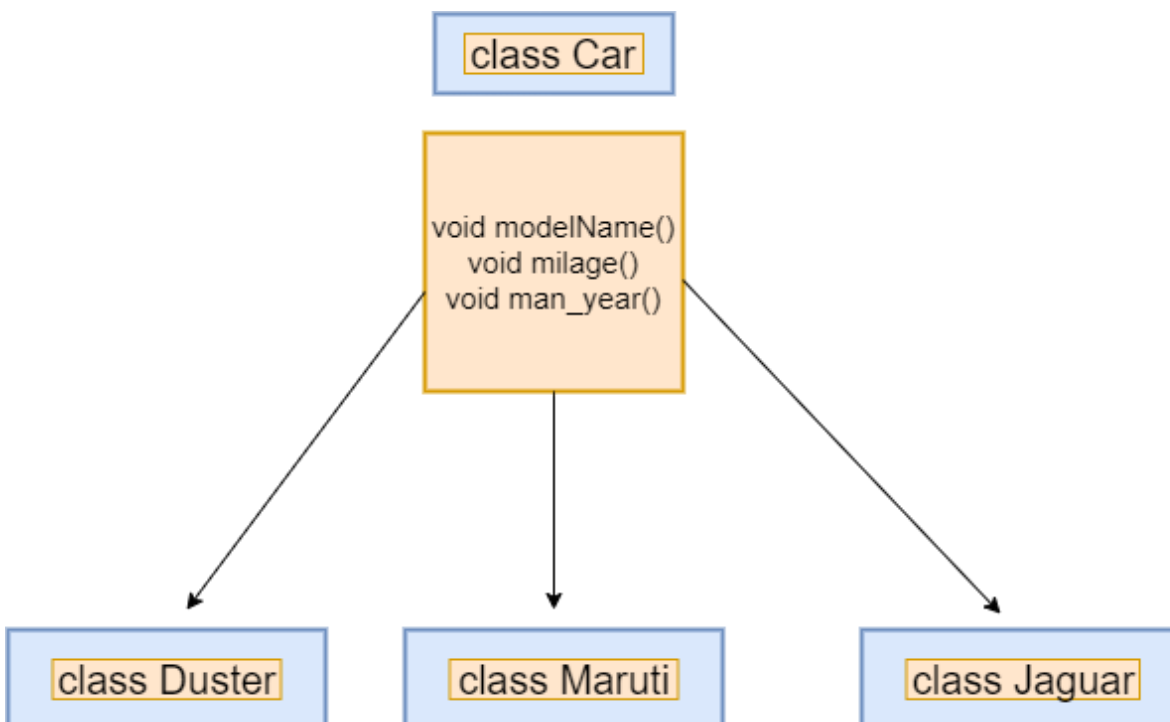 class Car
void modelName()
void milage()
void man_year()
class Duster
class Maruti
class Jaguar